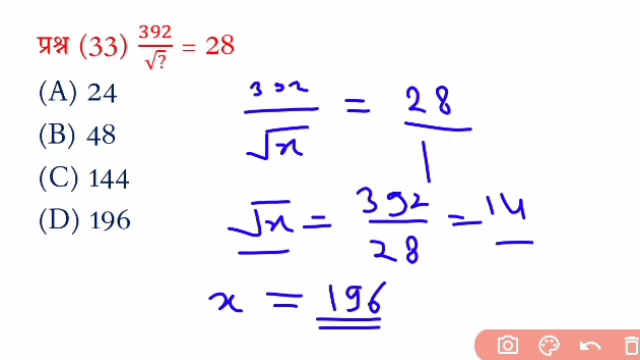 प्रश्न (33) 392/√? = 28
(A) 24
(B) 48
(C) 144
(D) 196
392/√x = 28/1
√x = 392/28 = 14
x = 196